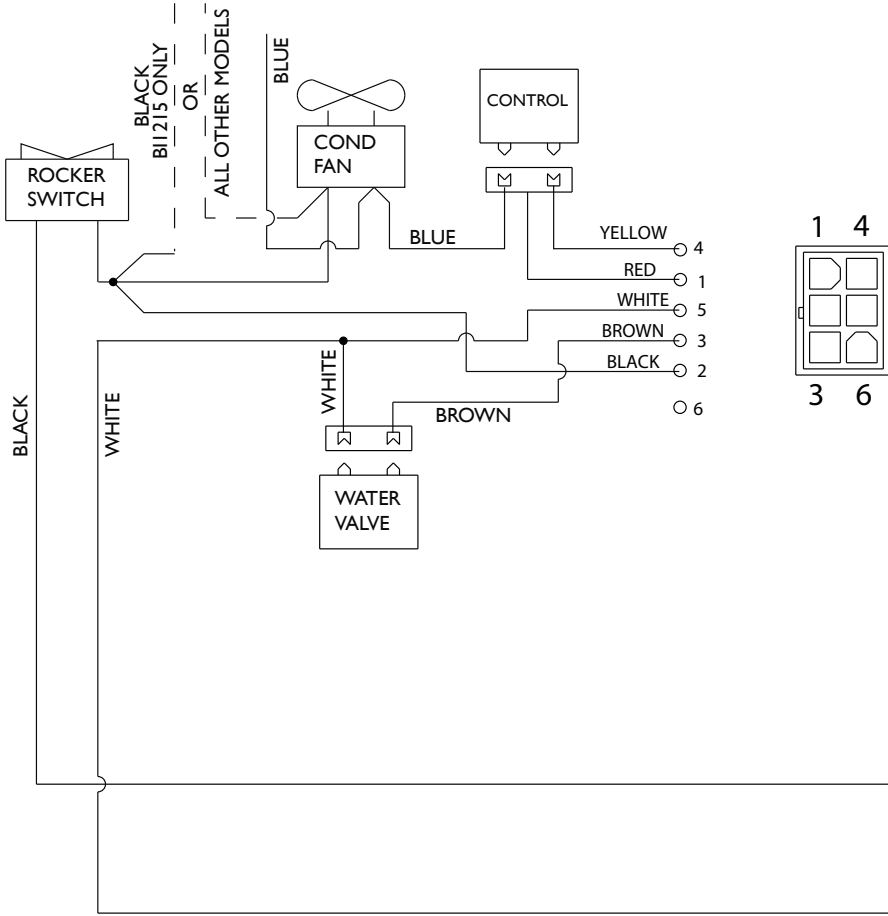 BLACK
BI1215 ONLY
OR
ALL OTHER MODELS
BLUE
ROCKER
SWITCH
COND
FAN
CONTROL
BLUE
YELLOW 4
RED 1
WHITE 5
BROWN 3
BLACK 2
6
1 4
3 6
BLACK
WHITE
WHITE
BROWN
WATER
VALVE